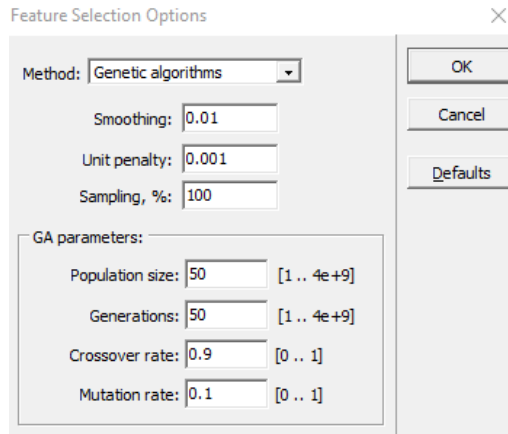 Feature Selection Options
Method: Genetic algorithms
OK
Smoothing: 0.01
Cancel
Unit penalty: 0.001
Defaults
Sampling, %: 100
GA parameters:
Population size: 50 [1 .. 4e+9]
Generations: 50 [1 .. 4e+9]
Crossover rate: 0.9 [0 .. 1]
Mutation rate: 0.1 [0 .. 1]